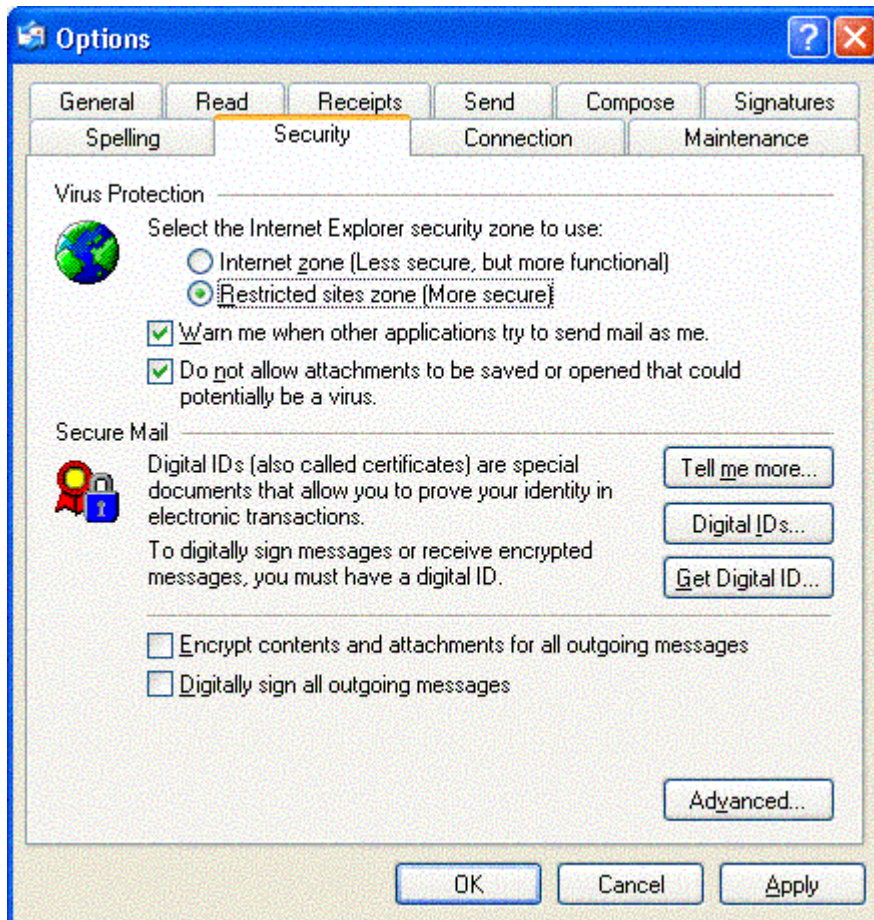 Options
General Read Receipts Send Compose Signatures
Spelling Security Connection Maintenance
Virus Protection
Select the Internet Explorer security zone to use:
Internet zone (Less secure, but more functional)
Restricted sites zone (More secure)
Warn me when other applications try to send mail as me.
Do not allow attachments to be saved or opened that could
potentially be a virus.
Secure Mail
Digital IDs (also called certificates) are special
documents that allow you to prove your identity in
electronic transactions.
Tell me more...
Digital IDs...
To digitally sign messages or receive encrypted
messages, you must have a digital ID.
Get Digital ID...
Encrypt contents and attachments for all outgoing messages
Digitally sign all outgoing messages
Advanced...
OK Cancel Apply